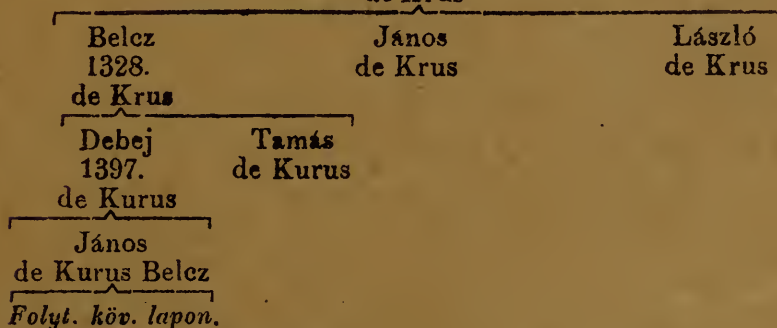 Belcz János László
1328. de Krus de Krus
de Krus
Debej Tamás
1397. de Kurus
de Kurus
János
de Kurus Belcz
Folyt. köv. lapon.